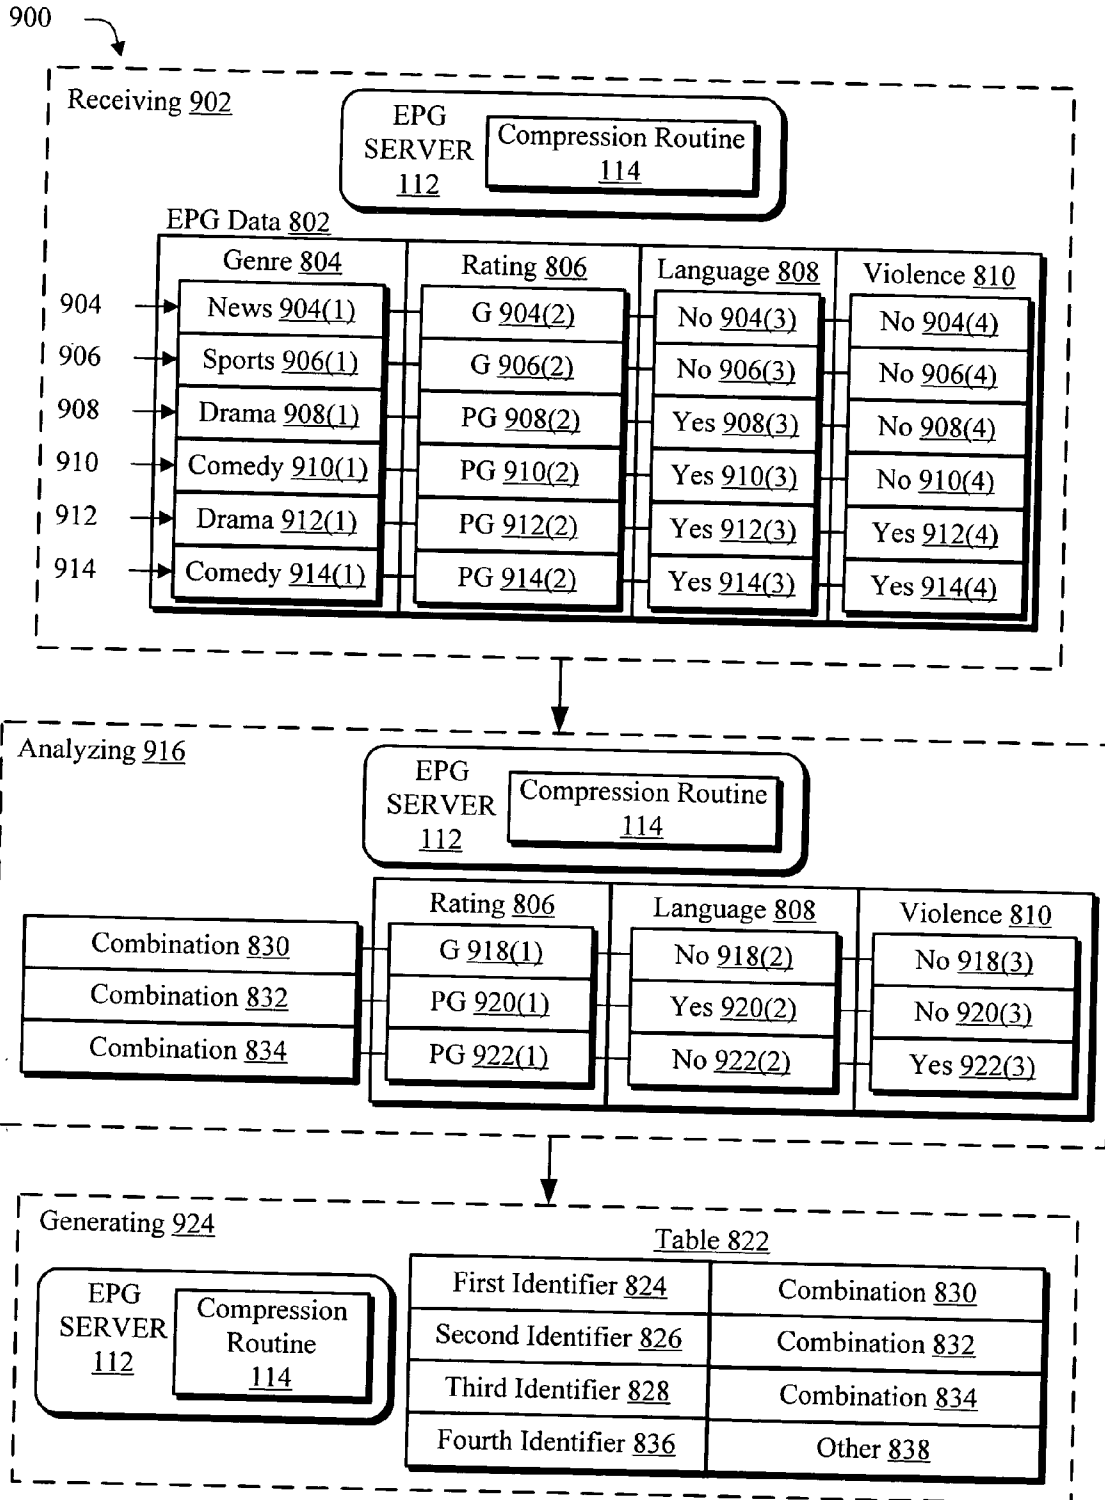 900
Receiving 902
EPG
SERVER
112
Compression Routine
114
EPG Data 802
Genre 804 Rating 806 Language 808 Violence 810
904 News 904(1) G 904(2) No 904(3) No 904(4)
906 Sports 906(1) G 906(2) No 906(3) No 906(4)
908 Drama 908(1) PG 908(2) Yes 908(3) No 908(4)
910 Comedy 910(1) PG 910(2) Yes 910(3) No 910(4)
912 Drama 912(1) PG 912(2) Yes 912(3) Yes 912(4)
914 Comedy 914(1) PG 914(2) Yes 914(3) Yes 914(4)
Analyzing 916
EPG
SERVER
112
Compression Routine
114
Rating 806 Language 808 Violence 810
Combination 830 G 918(1) No 918(2) No 918(3)
Combination 832 PG 920(1) Yes 920(2) No 920(3)
Combination 834 PG 922(1) No 922(2) Yes 922(3)
Generating 924
EPG
SERVER
112
Compression
Routine
114
Table 822
First Identifier 824 Combination 830
Second Identifier 826 Combination 832
Third Identifier 828 Combination 834
Fourth Identifier 836 Other 838